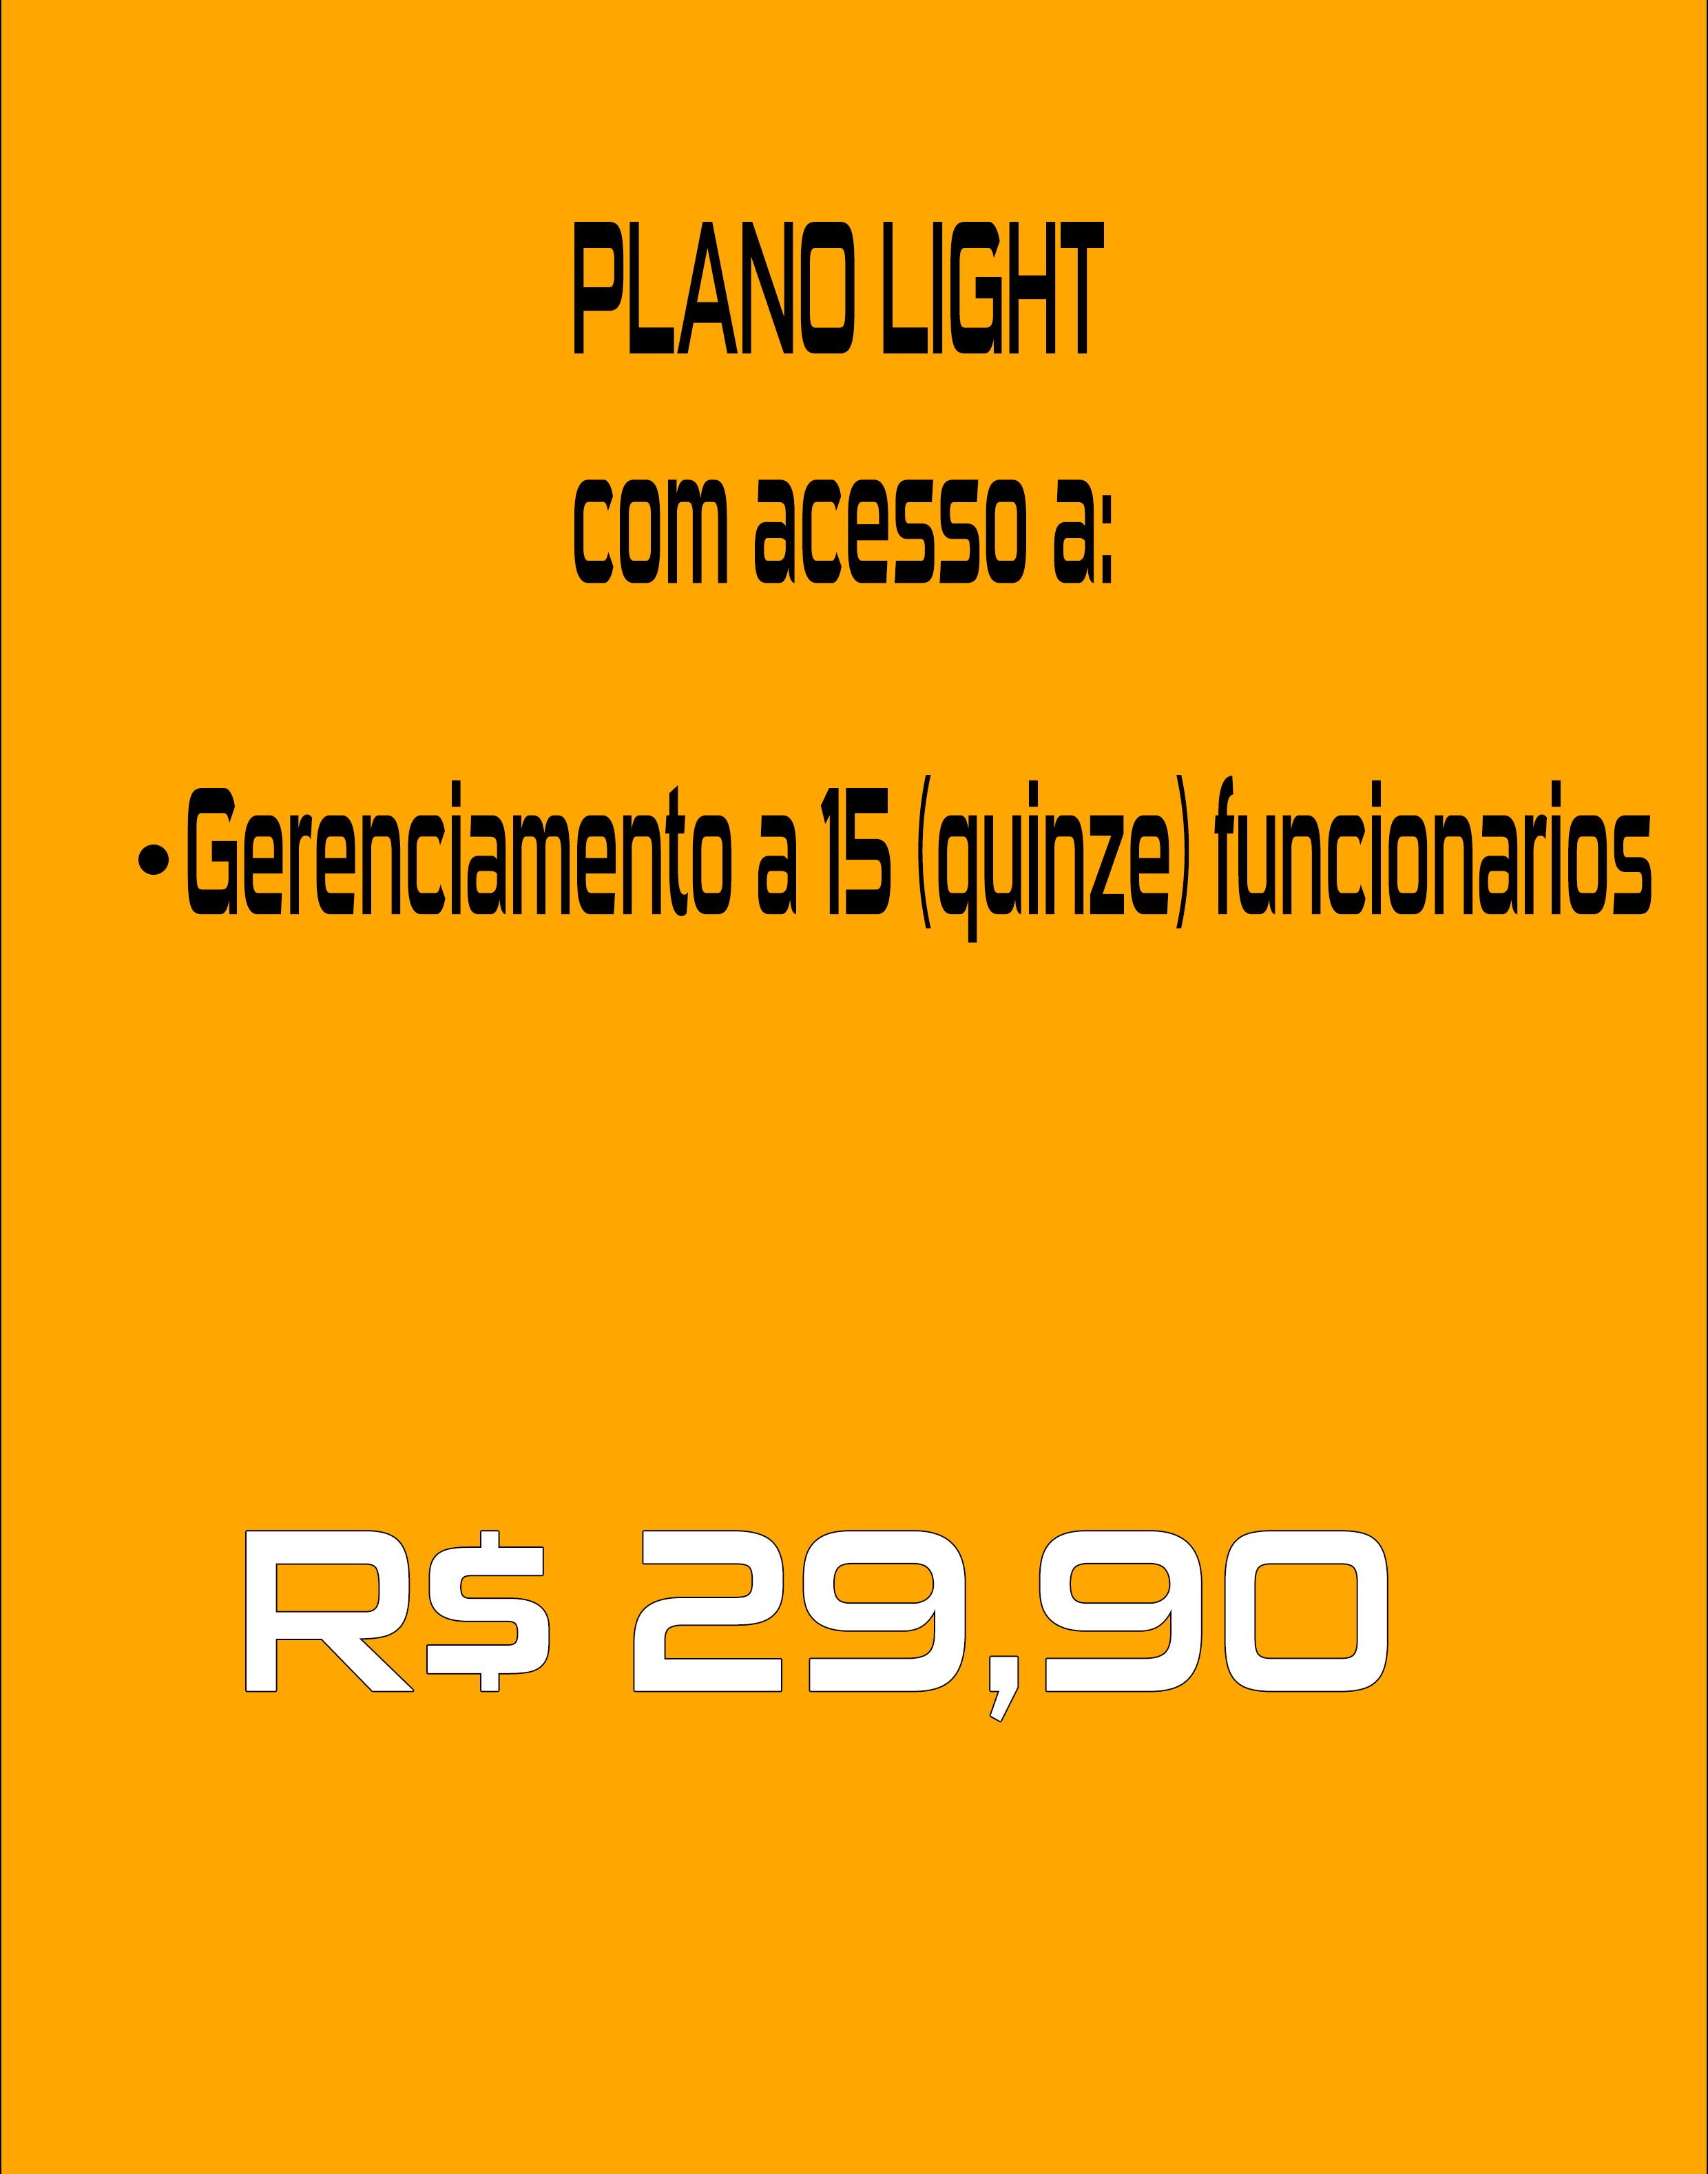 PLANO LIGHT
com acesso a:
• Gerenciamento a 15 (quinze) funcionarios
R$ 29,90